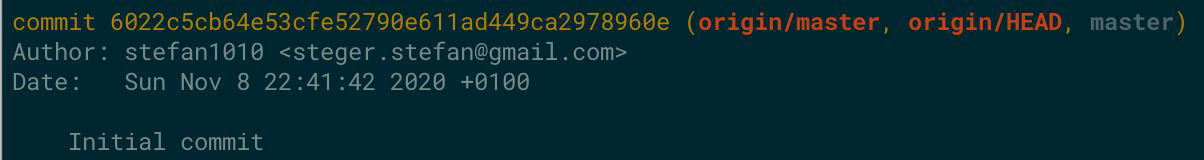 commit 6022c5cb64e53cfe52790e611ad449ca2978960e (origin/master, origin/HEAD, master)
Author: stefan1010 <steger.stefan@gmail.com>
Date:   Sun Nov 8 22:41:42 2020 +0100
Initial commit